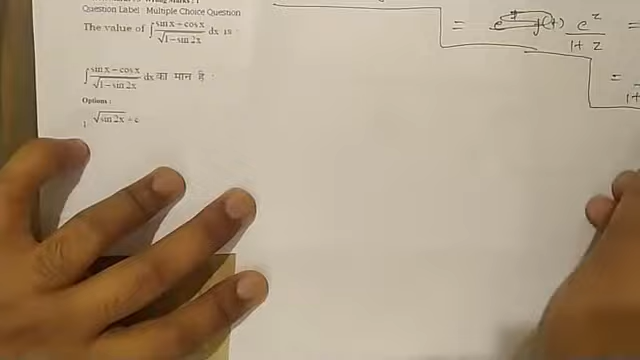 Question Label : Multiple Choice Question
The value of ∫ (sin x − cos x)/√(1−sin 2x) dx is :
∫ (sin x − cos x)/√(1−sin 2x) dx का मान है :
Options :
1. √(sin 2x) + c
= e^z/(1+z) =
=